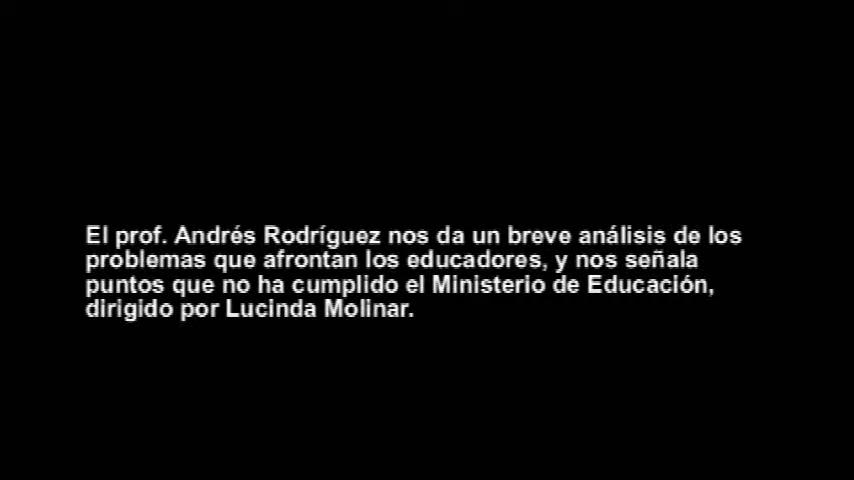 El prof. Andrés Rodríguez nos da un breve análisis de los
problemas que afrontan los educadores, y nos señala
puntos que no ha cumplido el Ministerio de Educación,
dirigido por Lucinda Molinar.